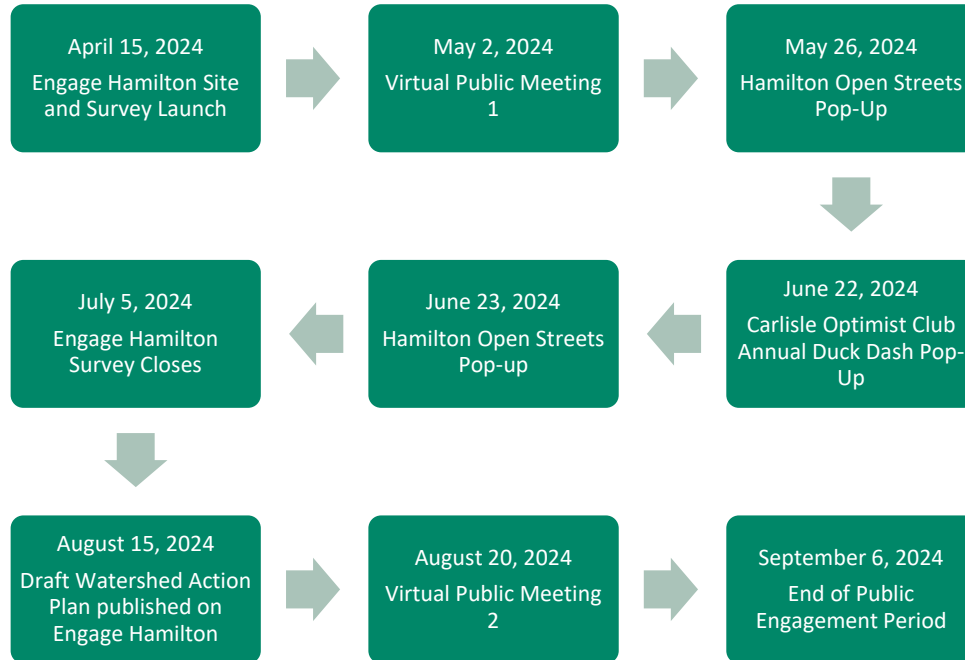 April 15, 2024
Engage Hamilton Site
and Survey Launch
May 2, 2024
Virtual Public Meeting
1
May 26, 2024
Hamilton Open Streets
Pop-Up
June 22, 2024
Carlisle Optimist Club
Annual Duck Dash Pop-
Up
June 23, 2024
Hamilton Open Streets
Pop-up
July 5, 2024
Engage Hamilton
Survey Closes
August 15, 2024
Draft Watershed Action
Plan published on
Engage Hamilton
August 20, 2024
Virtual Public Meeting
2
September 6, 2024
End of Public
Engagement Period